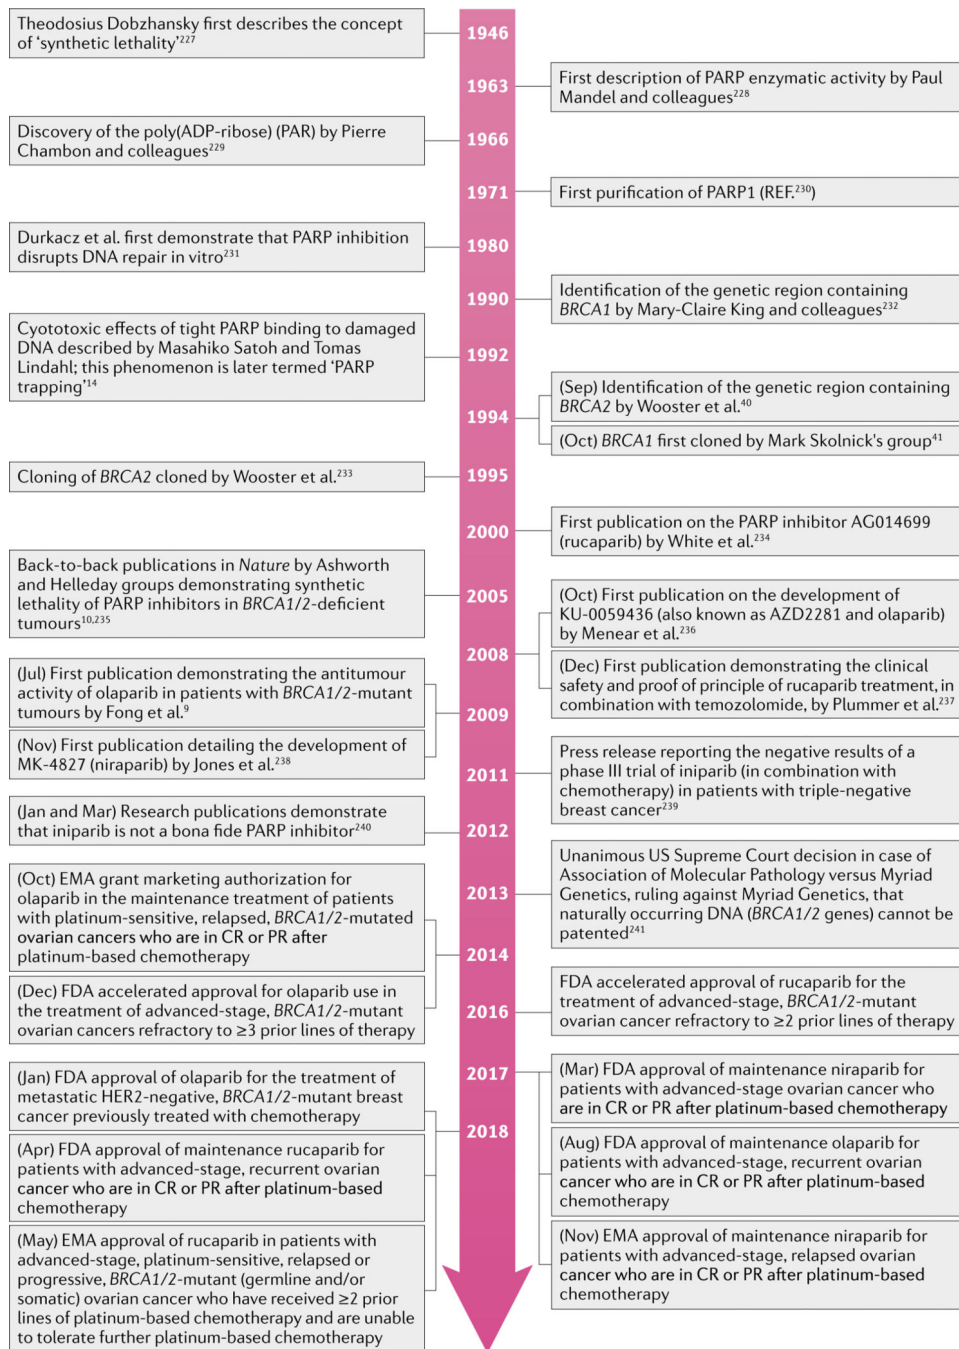 Theodosius Dobzhansky first describes the concept
of ‘synthetic lethality’²²⁷
1946
1963
First description of PARP enzymatic activity by Paul
Mandel and colleagues²²⁸
Discovery of the poly(ADP-ribose) (PAR) by Pierre
Chambon and colleagues²²⁹
1966
1971
First purification of PARP1 (REF.²³⁰)
Durkacz et al. first demonstrate that PARP inhibition
disrupts DNA repair in vitro²³¹
1980
1990
Identification of the genetic region containing
BRCA1 by Mary-Claire King and colleagues²³²
Cyototoxic effects of tight PARP binding to damaged
DNA described by Masahiko Satoh and Tomas
Lindahl; this phenomenon is later termed ‘PARP
trapping’¹⁴
1992
1994
(Sep) Identification of the genetic region containing
BRCA2 by Wooster et al.⁴⁰
(Oct) BRCA1 first cloned by Mark Skolnick's group⁴¹
Cloning of BRCA2 cloned by Wooster et al.²³³
1995
2000
First publication on the PARP inhibitor AG014699
(rucaparib) by White et al.²³⁴
Back-to-back publications in Nature by Ashworth
and Helleday groups demonstrating synthetic
lethality of PARP inhibitors in BRCA1/2-deficient
tumours¹⁰,²³⁵
2005
2008
(Oct) First publication on the development of
KU-0059436 (also known as AZD2281 and olaparib)
by Menear et al.²³⁶
(Dec) First publication demonstrating the clinical
safety and proof of principle of rucaparib treatment, in
combination with temozolomide, by Plummer et al.²³⁷
(Jul) First publication demonstrating the antitumour
activity of olaparib in patients with BRCA1/2-mutant
tumours by Fong et al.⁹
(Nov) First publication detailing the development of
MK-4827 (niraparib) by Jones et al.²³⁸
2009
2011
Press release reporting the negative results of a
phase III trial of iniparib (in combination with
chemotherapy) in patients with triple-negative
breast cancer²³⁹
(Jan and Mar) Research publications demonstrate
that iniparib is not a bona fide PARP inhibitor²⁴⁰
2012
2013
Unanimous US Supreme Court decision in case of
Association of Molecular Pathology versus Myriad
Genetics, ruling against Myriad Genetics, that
naturally occurring DNA (BRCA1/2 genes) cannot be
patented²⁴¹
(Oct) EMA grant marketing authorization for
olaparib in the maintenance treatment of patients
with platinum-sensitive, relapsed, BRCA1/2-mutated
ovarian cancers who are in CR or PR after
platinum-based chemotherapy
(Dec) FDA accelerated approval for olaparib use in
the treatment of advanced-stage, BRCA1/2-mutant
ovarian cancers refractory to ≥3 prior lines of therapy
2014
2016
FDA accelerated approval of rucaparib for the
treatment of advanced-stage, BRCA1/2-mutant
ovarian cancer refractory to ≥2 prior lines of therapy
2017
(Mar) FDA approval of maintenance niraparib for
patients with advanced-stage ovarian cancer who
are in CR or PR after platinum-based chemotherapy
(Aug) FDA approval of maintenance olaparib for
patients with advanced-stage, recurrent ovarian
cancer who are in CR or PR after platinum-based
chemotherapy
(Nov) EMA approval of maintenance niraparib for
patients with advanced-stage, relapsed ovarian
cancer who are in CR or PR after platinum-based
chemotherapy
(Jan) FDA approval of olaparib for the treatment of
metastatic HER2-negative, BRCA1/2-mutant breast
cancer previously treated with chemotherapy
(Apr) FDA approval of maintenance rucaparib for
patients with advanced-stage, recurrent ovarian
cancer who are in CR or PR after platinum-based
chemotherapy
(May) EMA approval of rucaparib in patients with
advanced-stage, platinum-sensitive, relapsed or
progressive, BRCA1/2-mutant (germline and/or
somatic) ovarian cancer who have received ≥2 prior
lines of platinum-based chemotherapy and are unable
to tolerate further platinum-based chemotherapy
2018